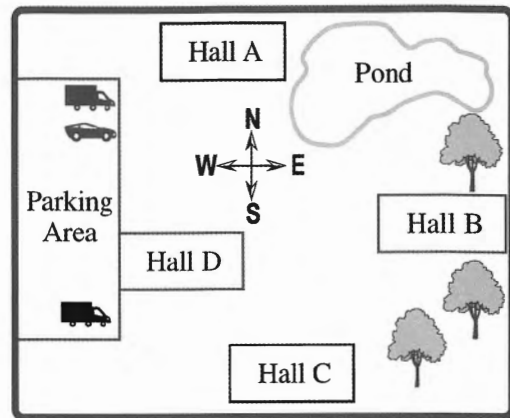 Hall A
Pond
N
W E
S
Parking
Area
Hall B
Hall D
Hall C